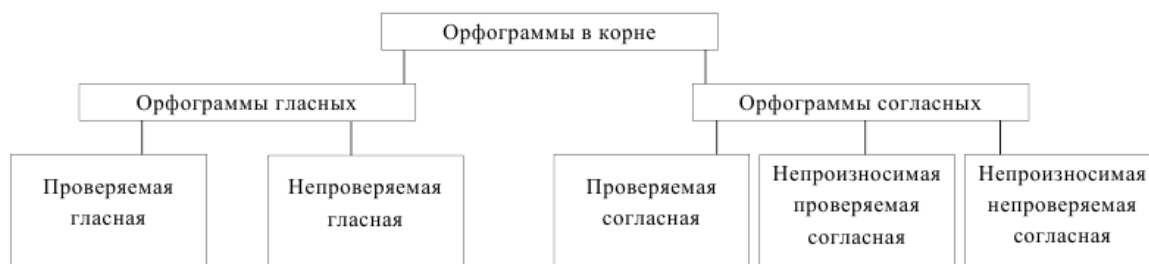 Орфограммы в корне
Орфограммы гласных
Орфограммы согласных
Проверяемая
гласная
Непроверяемая
гласная
Проверяемая
согласная
Непроизносимая
проверяемая
согласная
Непроизносимая
непроверяемая
согласная